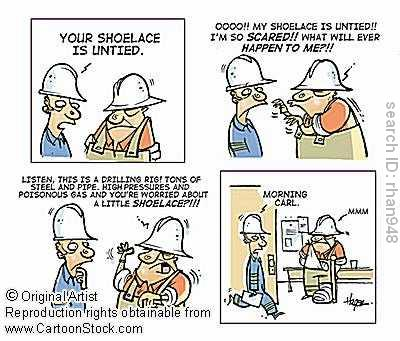 YOUR SHOELACE
IS UNTIED.
OOOO!! MY SHOELACE IS UNTIED!!
I'M SO SCARED!! WHAT WILL EVER
HAPPEN TO ME?!!
LISTEN, THIS IS A DRILLING RIG! TONS OF
STEEL AND PIPE. HIGH PRESSURES AND
POISONOUS GAS AND YOU'RE WORRIED ABOUT
A LITTLE SHOELACE?!!!
MORNING
CARL.
MMM
© Original Artist
Reproduction rights obtainable from
www.CartoonStock.com
search ID: rhan948